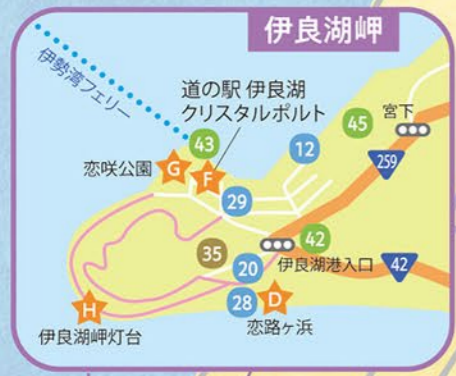 伊良湖岬
伊勢湾フェリー
道の駅 伊良湖
クリスタルポルト
宮下
45
43
12
259
恋咲公園
G
F
29
35
42
伊良湖港入口
20
42
28
D
恋路ヶ浜
H
伊良湖岬灯台